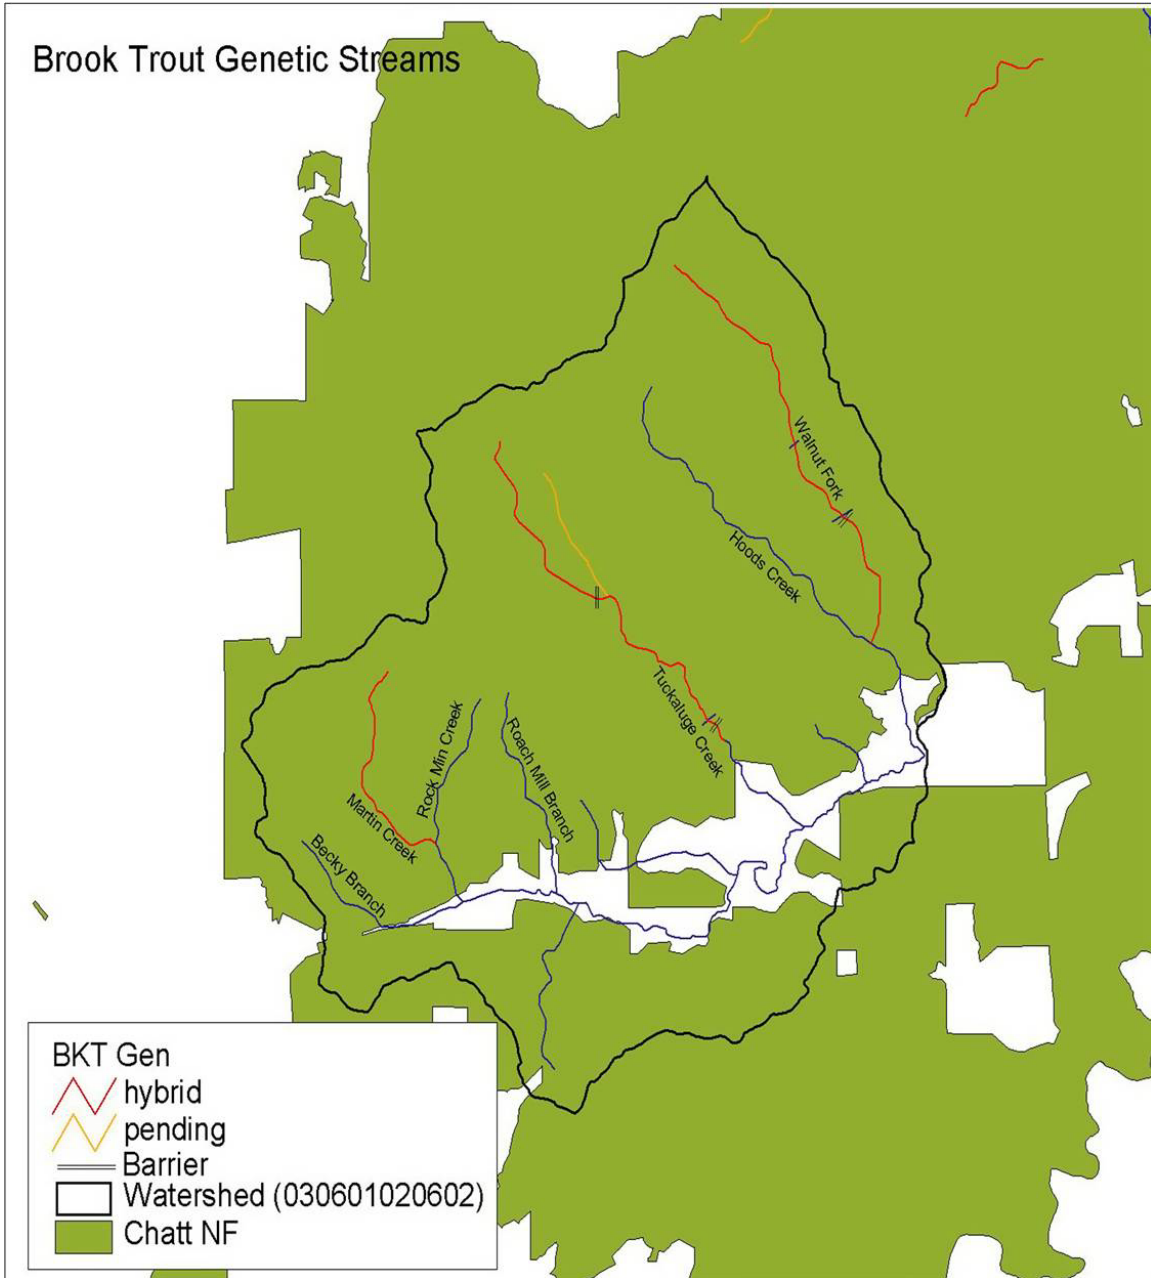 Brook Trout Genetic Streams
Walnut Fork
Hoods Creek
Tuckaluge Creek
Roach Mill Branch
Rock Mtn Creek
Martin Creek
Becky Branch
BKT Gen
hybrid
pending
Barrier
Watershed (030601020602)
Chatt NF